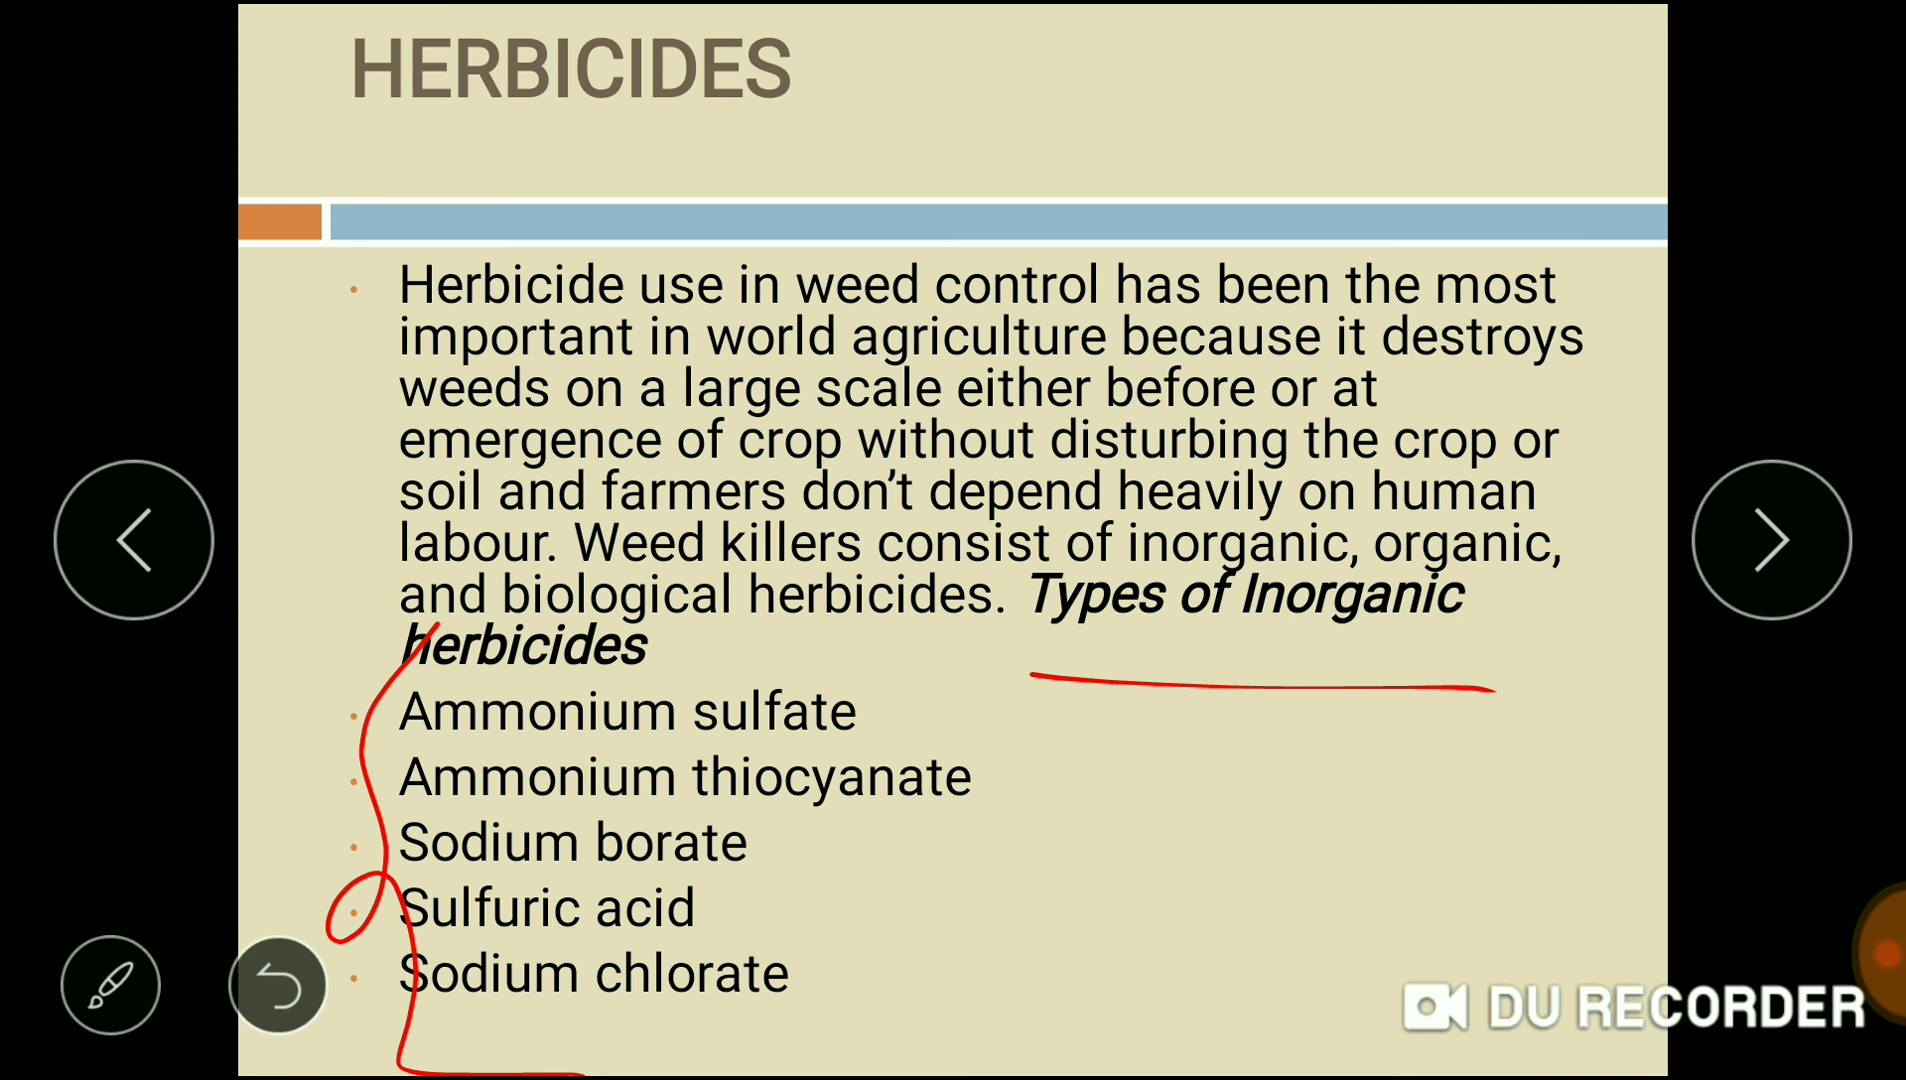 HERBICIDES
• Herbicide use in weed control has been the most
important in world agriculture because it destroys
weeds on a large scale either before or at
emergence of crop without disturbing the crop or
soil and farmers don’t depend heavily on human
labour. Weed killers consist of inorganic, organic,
and biological herbicides. Types of Inorganic
herbicides
• Ammonium sulfate
• Ammonium thiocyanate
• Sodium borate
• Sulfuric acid
• Sodium chlorate
DU RECORDER